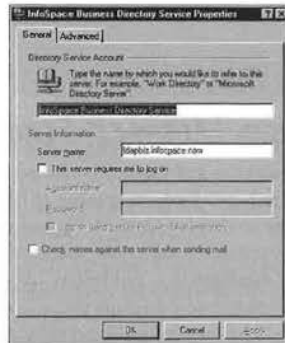 InfoSpace Business Directory Service Properties
General
Advanced
Directory Service Account
Type the name by which you would like to refer to this
server. For example, "Work Directory" or "Microsoft
Directory Server".
InfoSpace Business Directory Service
Server Information
Server name:
ldapbiz.infospace.com
This server requires me to log on
Account name:
Password:
Check names against this server when sending mail
OK
Cancel
Apply